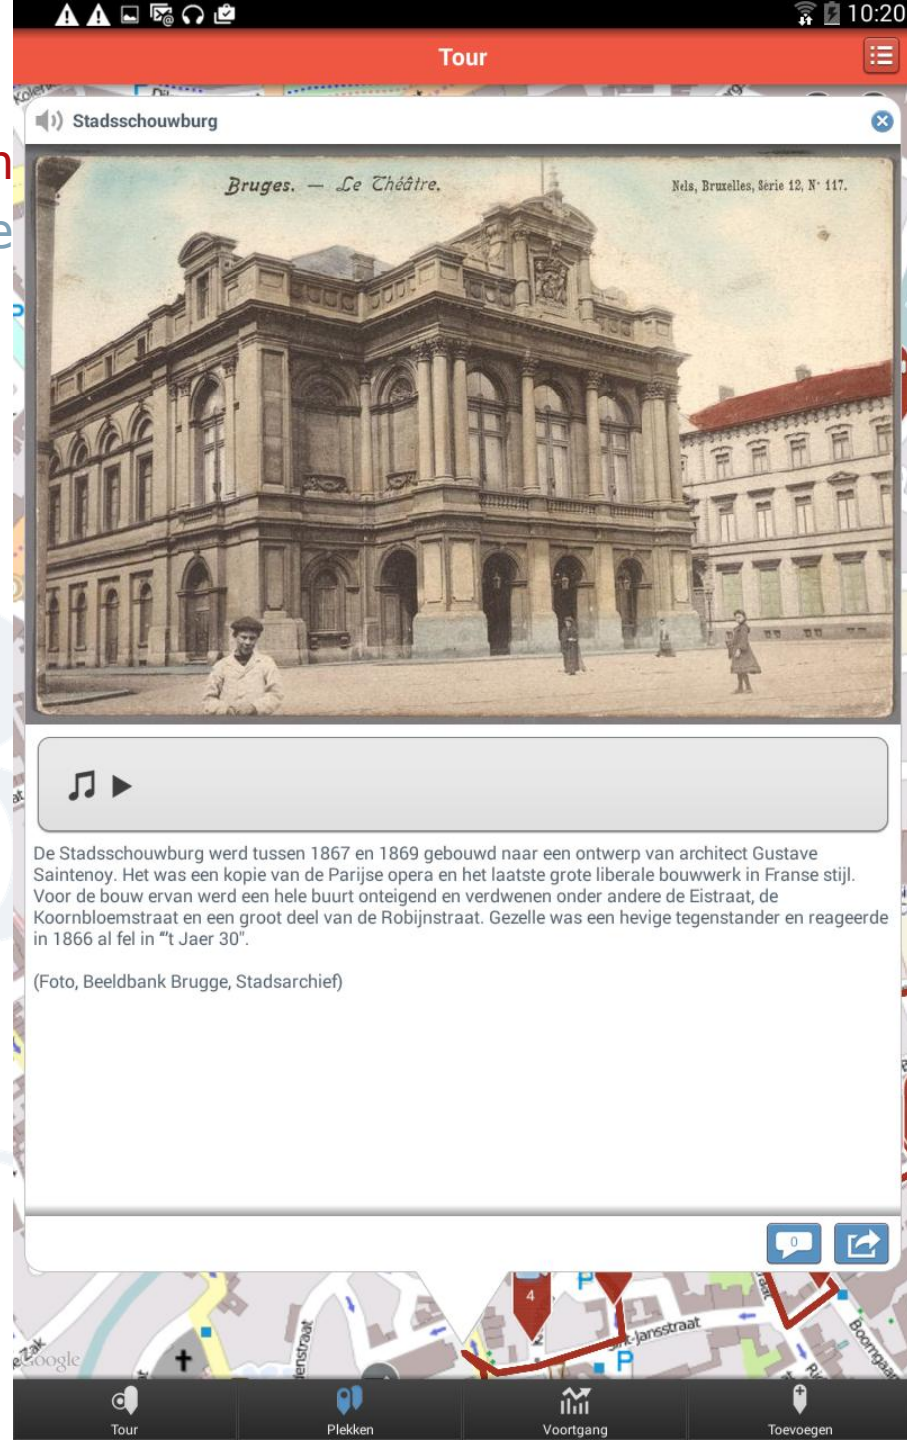 10:20
Tour
Stadsschouwburg
Bruges. — Le Théâtre.
Nels, Bruxelles, Série 12, N° 117.
De Stadsschouwburg werd tussen 1867 en 1869 gebouwd naar een ontwerp van architect Gustave
Saintenoy. Het was een kopie van de Parijse opera en het laatste grote liberale bouwwerk in Franse stijl.
Voor de bouw ervan werd een hele buurt onteigend en verdwenen onder andere de Eistraat, de
Koornbloemstraat en een groot deel van de Robijnstraat. Gezelle was een hevige tegenstander en reageerde
in 1866 al fel in “'t Jaer 30".
(Foto, Beeldbank Brugge, Stadsarchief)
0
4
P
P
Google
Tour
Plekken
Voortgang
Toevoegen